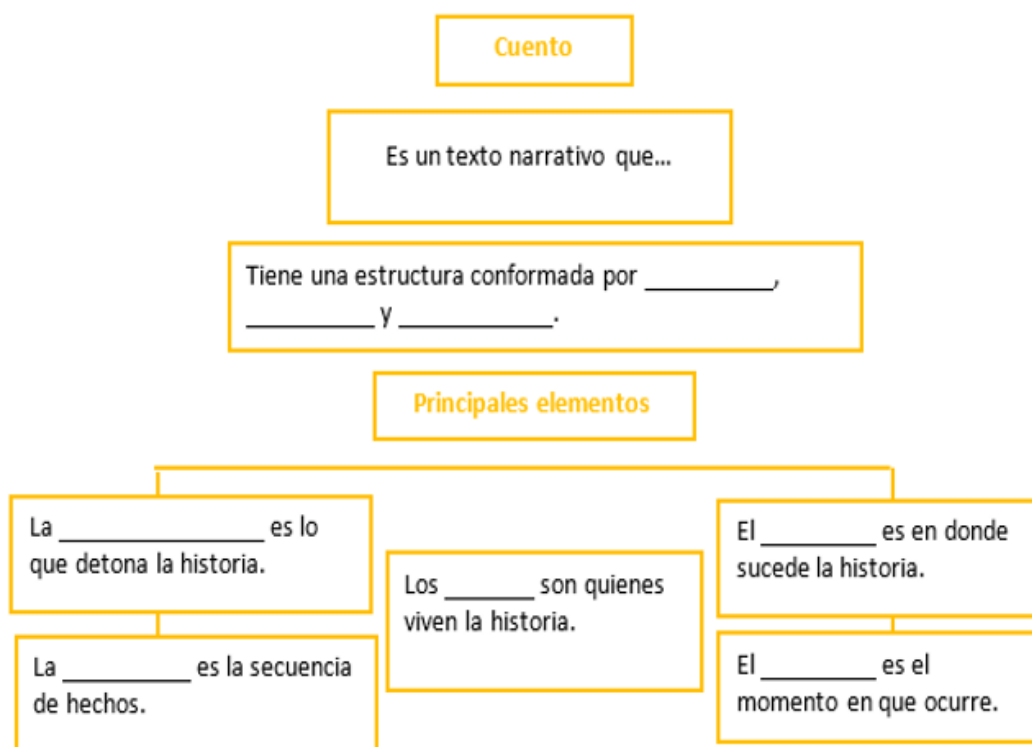 Cuento
Es un texto narrativo que...
Tiene una estructura conformada por __________,
__________ y ____________.
Principales elementos
La ________________ es lo
que detona la historia.
La __________ es la secuencia
de hechos.
Los _______ son quienes
viven la historia.
El _________ es en donde
sucede la historia.
El _________ es el
momento en que ocurre.